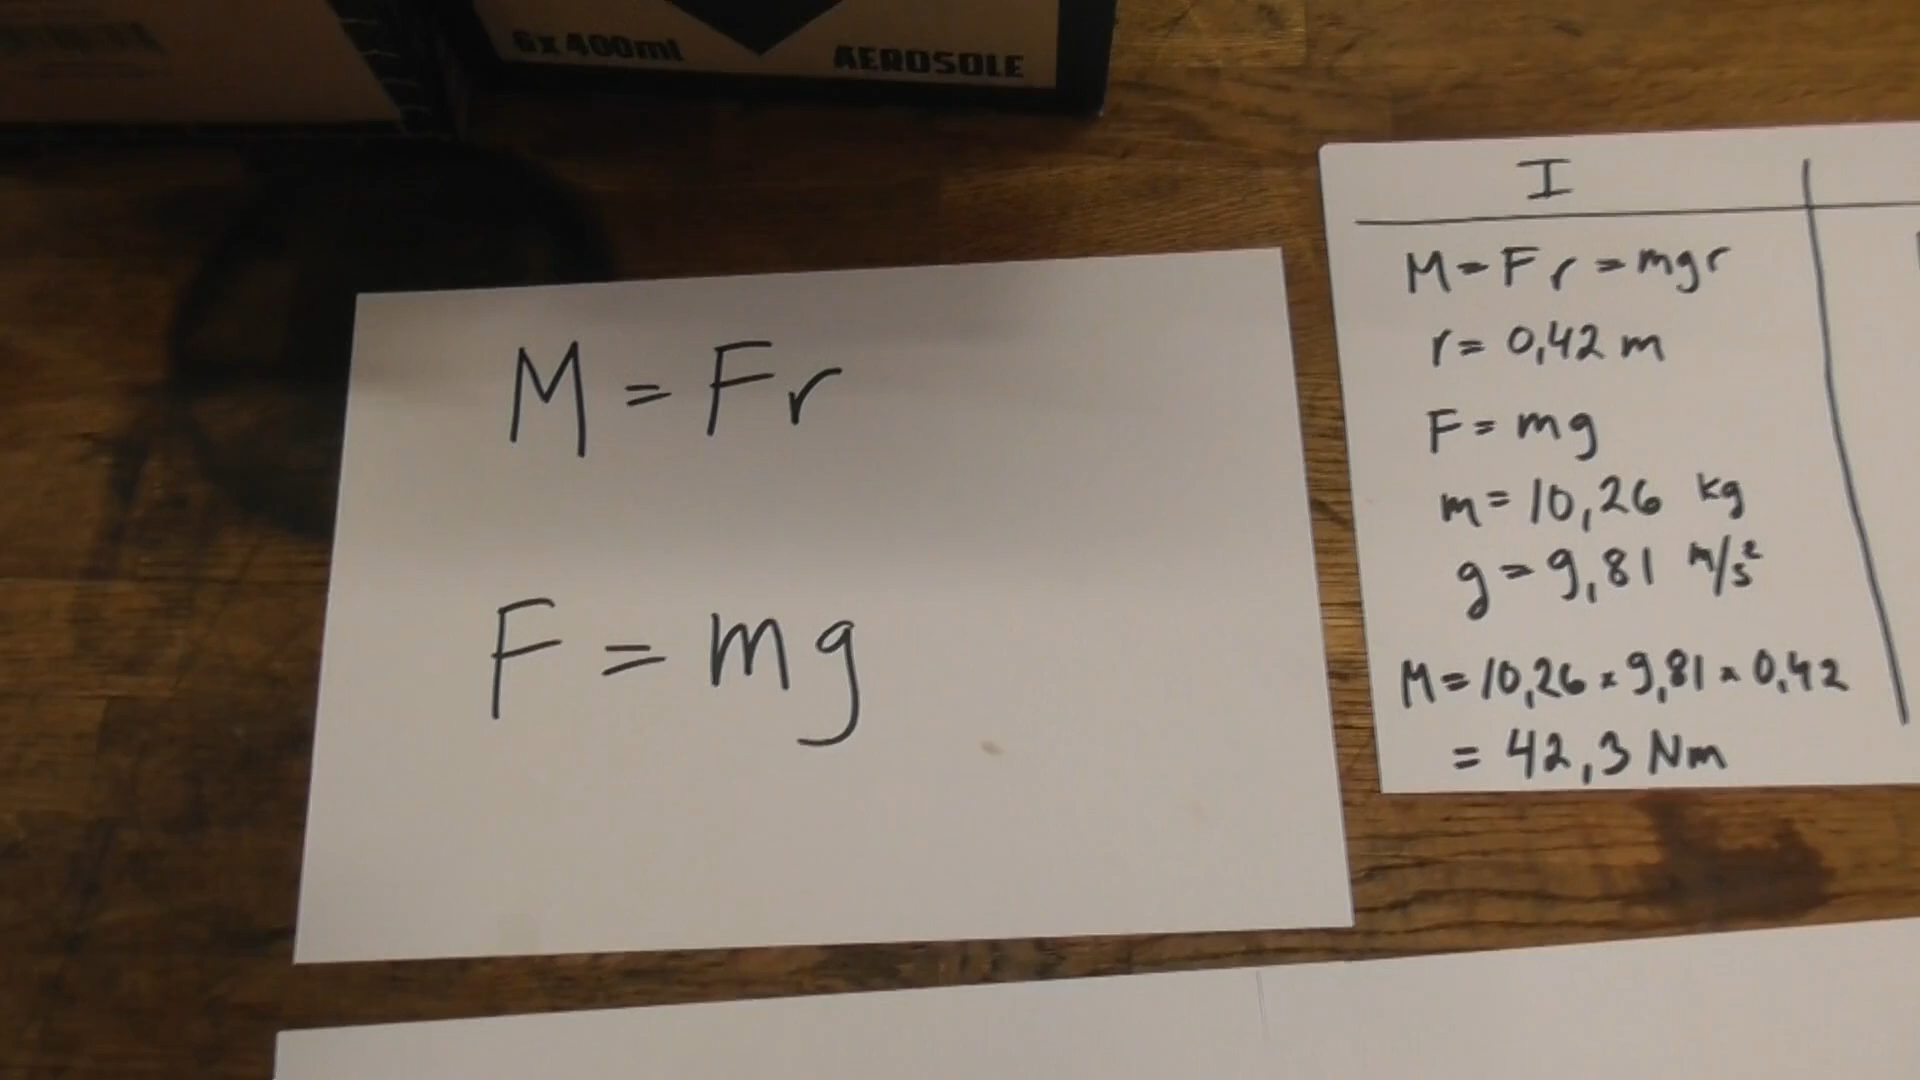 6x400ml
AEROSOLE
M = Fr
F = mg
I
M = Fr = mgr
r = 0,42 m
F = mg
m = 10,26 kg
g = 9,81 m/s²
M = 10,26 × 9,81 × 0,42
= 42,3 Nm